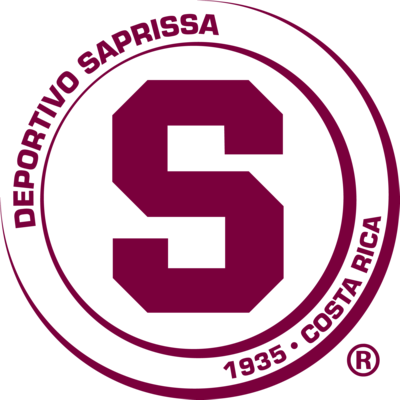 DEPORTIVO SAPRISSA
S
1935 • COSTA RICA
®